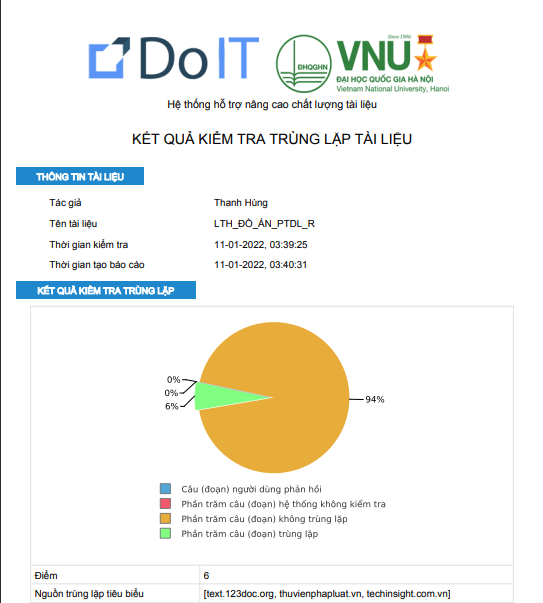 DoIT
ĐHQGHN
Since 1906
VNU
ĐẠI HỌC QUỐC GIA HÀ NỘI
Vietnam National University, Hanoi
Hệ thống hỗ trợ nâng cao chất lượng tài liệu
KẾT QUẢ KIỂM TRA TRÙNG LẶP TÀI LIỆU
THÔNG TIN TÀI LIỆU
Tác giả Thanh Hùng
Tên tài liệu LTH_ĐỒ_ÁN_PTDL_R
Thời gian kiểm tra 11-01-2022, 03:39:25
Thời gian tạo báo cáo 11-01-2022, 03:40:31
KẾT QUẢ KIỂM TRA TRÙNG LẶP
0%
0%
6%
94%
Câu (đoạn) người dùng phản hồi
Phần trăm câu (đoạn) hệ thống không kiểm tra
Phần trăm câu (đoạn) không trùng lặp
Phần trăm câu (đoạn) trùng lặp
Điểm 6
Nguồn trùng lặp tiêu biểu [text.123doc.org, thuvienphapluat.vn, techinsight.com.vn]